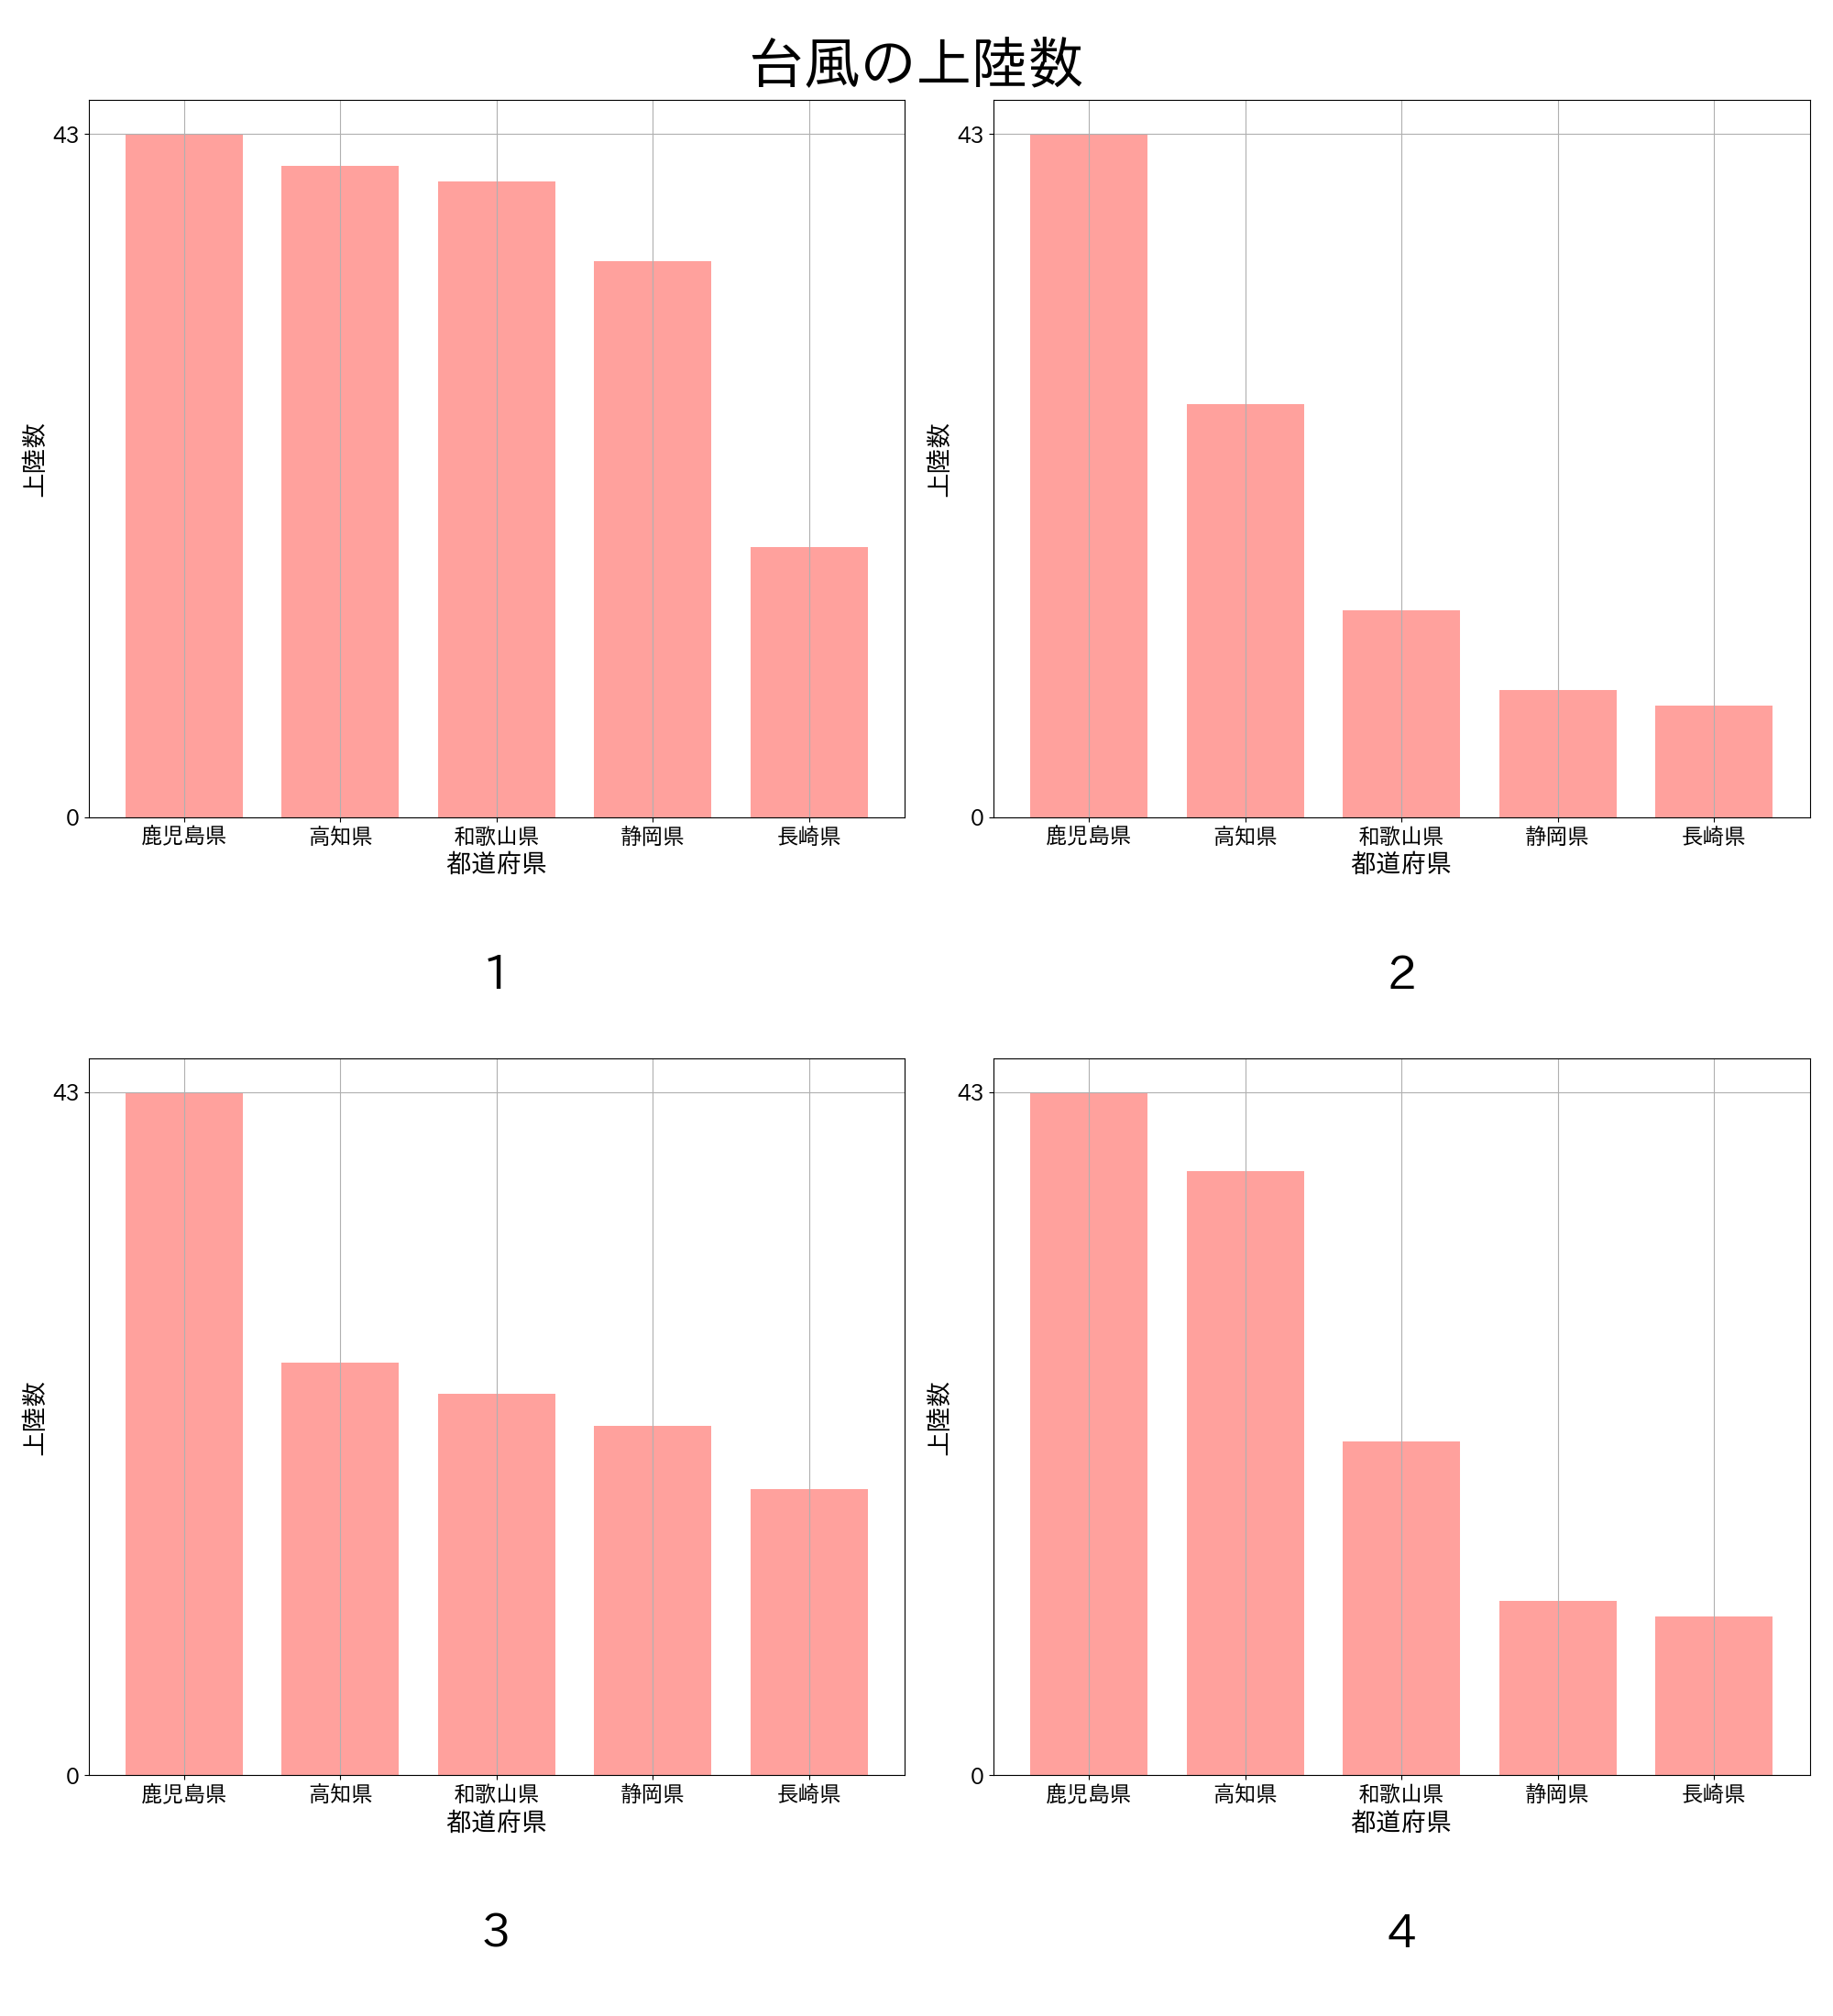 台風の上陸数
43
0
上陸数
鹿児島県 高知県 和歌山県 静岡県 長崎県
都道府県
1
43
0
上陸数
鹿児島県 高知県 和歌山県 静岡県 長崎県
都道府県
2
43
0
上陸数
鹿児島県 高知県 和歌山県 静岡県 長崎県
都道府県
3
43
0
上陸数
鹿児島県 高知県 和歌山県 静岡県 長崎県
都道府県
4